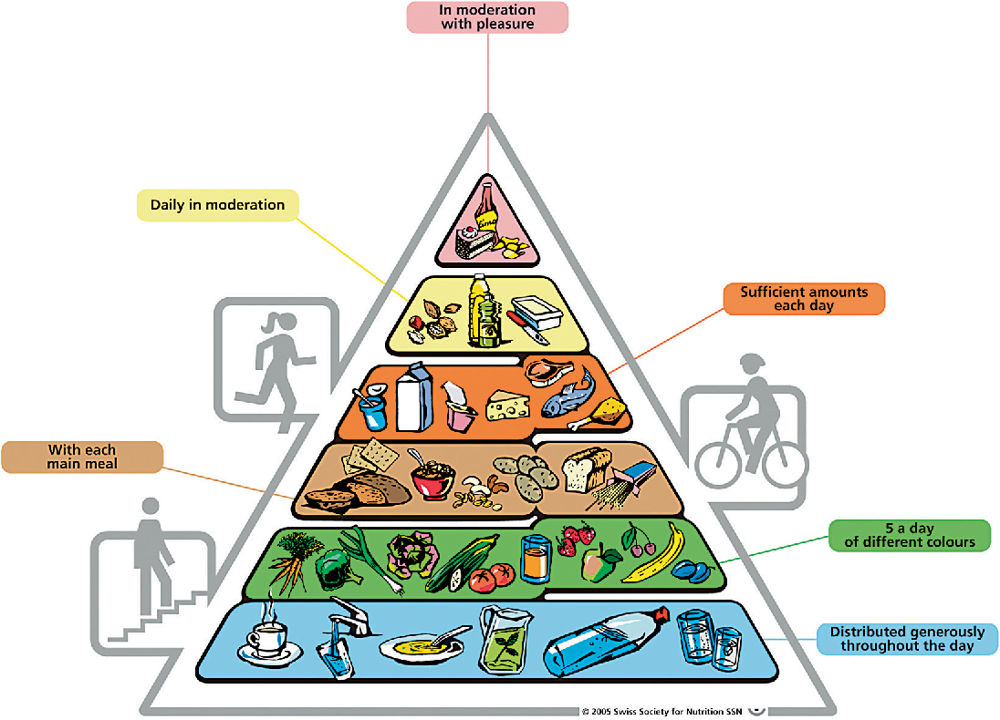 In moderation
with pleasure
Daily in moderation
Sufficient amounts
each day
With each
main meal
5 a day
of different colours
Distributed generously
throughout the day
© 2005 Swiss Society for Nutrition SSN